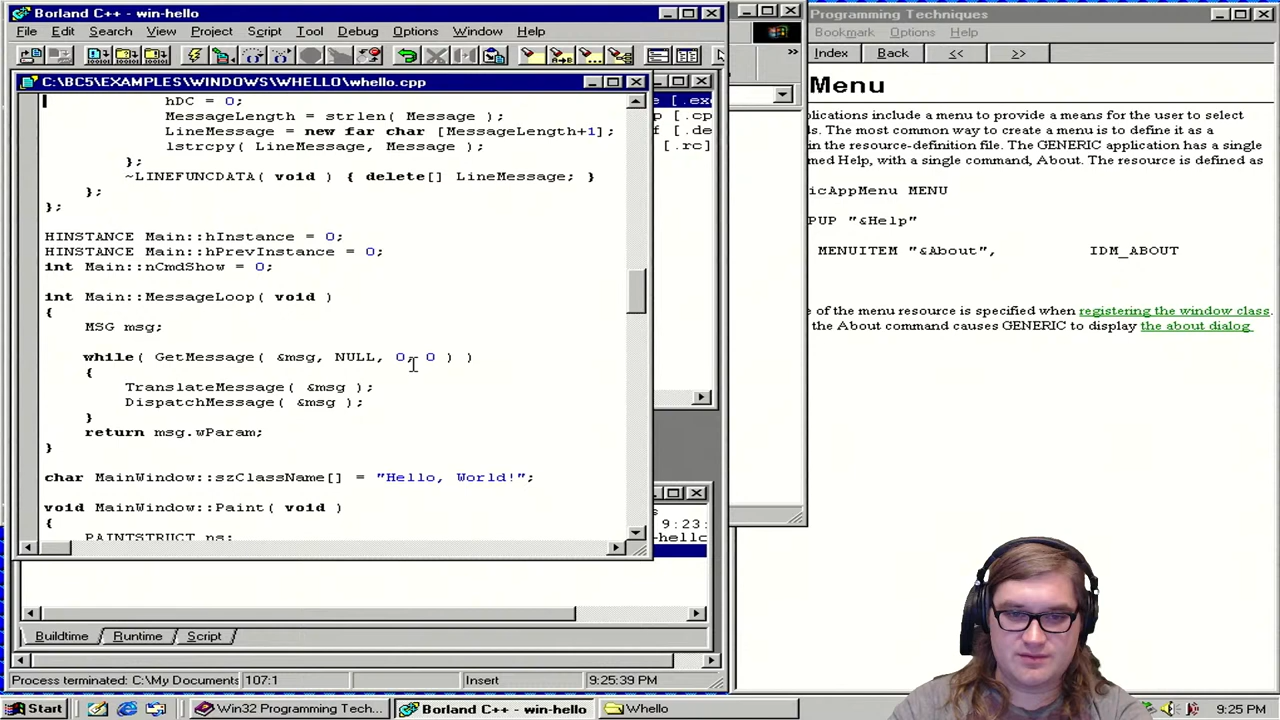 Borland C++ - win-hello
File Edit Search View Project Script Tool Debug Options Window Help
C:\BC5\EXAMPLES\WINDOWS\WHELLO\whello.cpp
hDC = 0;
MessageLength = strlen( Message );
LineMessage = new far char [MessageLength+1];
lstrcpy( LineMessage, Message );
};
~LINEFUNCDATA( void ) { delete[] LineMessage; }
};
};
HINSTANCE Main::hInstance = 0;
HINSTANCE Main::hPrevInstance = 0;
int Main::nCmdShow = 0;
int Main::MessageLoop( void )
{
MSG msg;
while( GetMessage( &msg, NULL, 0, 0 ) )
{
TranslateMessage( &msg );
DispatchMessage( &msg );
}
return msg.wParam;
}
char MainWindow::szClassName[] = "Hello, World!";
void MainWindow::Paint( void )
{
PAINTSTRUCT ps;
[.exe
p [.cp
f [.de
[.rc]
s
9:23:
-hello
Buildtime Runtime Script
Process terminated: C:\My Documents 107:1 Insert 9:25:39 PM
Programming Techniques
Bookmark Options Help
Index Back << >>
Menu
lications include a menu to provide a means for the user to select
ds. The most common way to create a menu is to define it as a
in the resource-definition file. The GENERIC application has a single
med Help, with a single command, About. The resource is defined as
icAppMenu MENU
PUP "&Help"
MENUITEM "&About", IDM_ABOUT
e of the menu resource is specified when registering the window class.
the About command causes GENERIC to display the about dialog
Start Win32 Programming Tech... Borland C++ - win-hello Whello 9:25 PM